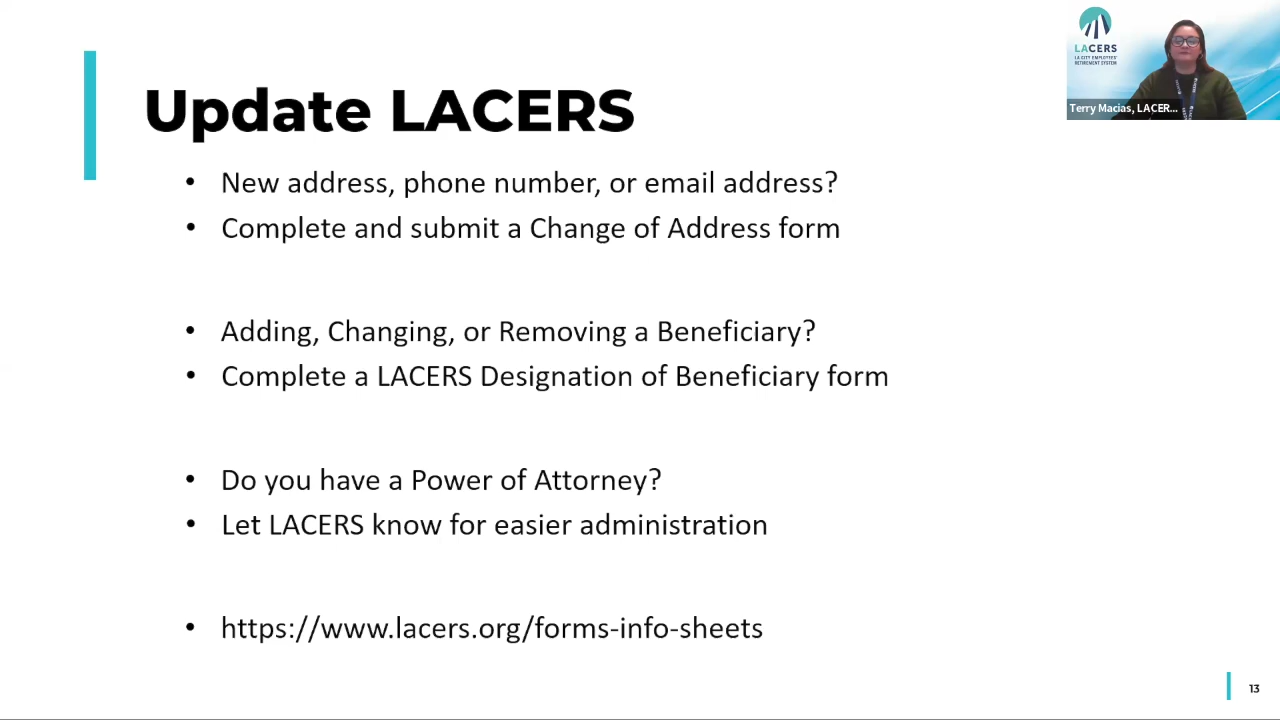 LACERS
LA CITY EMPLOYEES'
RETIREMENT SYSTEM
Terry Macias, LACER...
Update LACERS
• New address, phone number, or email address?
• Complete and submit a Change of Address form
• Adding, Changing, or Removing a Beneficiary?
• Complete a LACERS Designation of Beneficiary form
• Do you have a Power of Attorney?
• Let LACERS know for easier administration
• https://www.lacers.org/forms-info-sheets
13